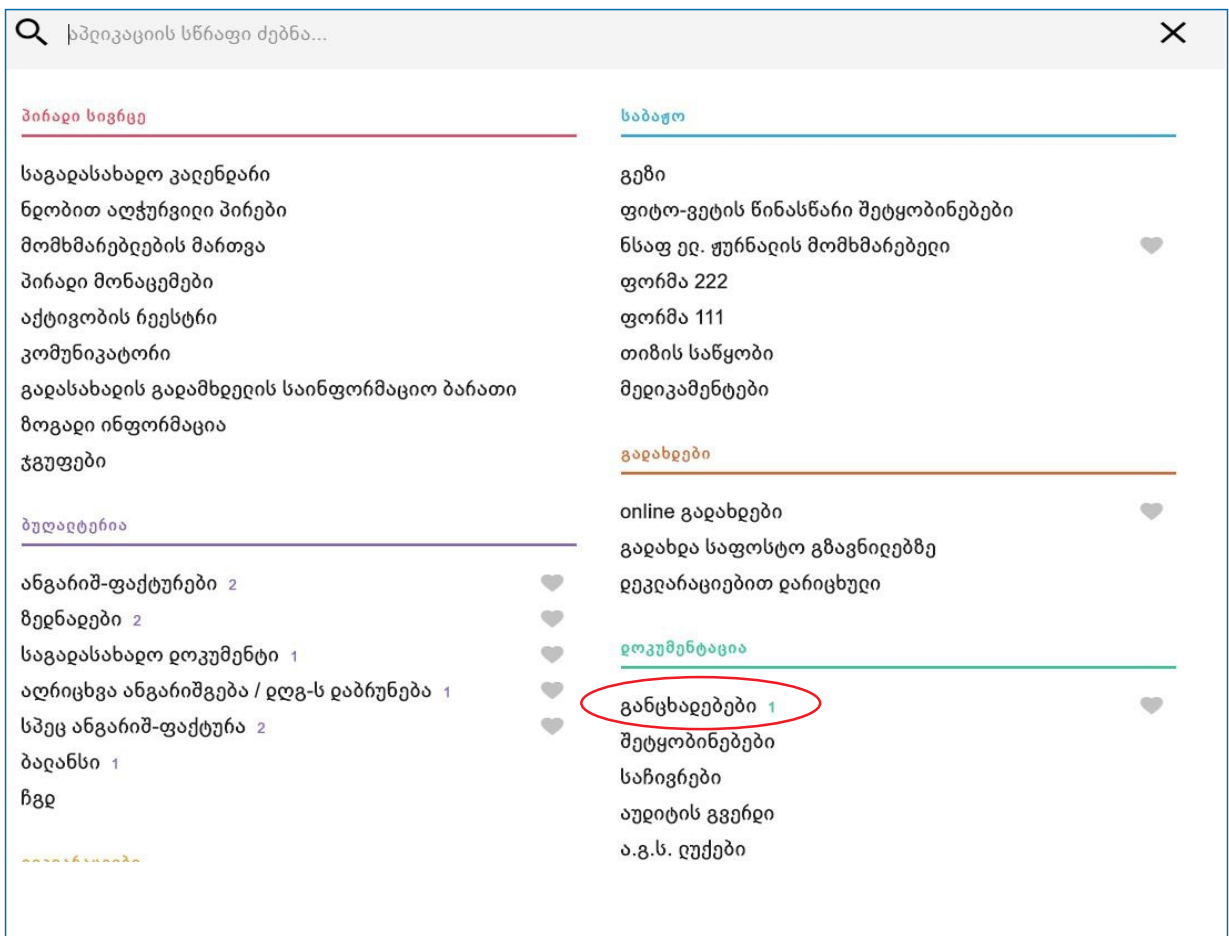 აპლიკაციის სწრაფი ძებნა...
პირადი სივრცე
საგადასახადო კალენდარი
ნდობით აღჭურვილი პირები
მომხმარებლების მართვა
პირადი მონაცემები
აქტივობის რეესტრი
კომუნიკატორი
გადასახადის გადამხდელის საინფორმაციო ბარათი
ზოგადი ინფორმაცია
ჯგუფები
ბუღალტერია
ანგარიშ-ფაქტურები 2
ზედნადები 2
საგადასახადო დოკუმენტი 1
აღრიცხვა ანგარიშგება / დღგ-ს დაბრუნება 1
სპეც ანგარიშ-ფაქტურა 2
ბალანსი 1
ჩგდ
საბაჟო
გეზი
ფიტო-ვეტის წინასწარი შეტყობინებები
ნსაფ ელ. ჟურნალის მომხმარებელი
ფორმა 222
ფორმა 111
თიზის საწყობი
მედიკამენტები
გადახდები
online გადახდები
გადახდა საფოსტო გზავნილებზე
დეკლარაციებით დარიცხული
დოკუმენტაცია
განცხადებები 1
შეტყობინებები
საჩივრები
აუდიტის გვერდი
ა.გ.ს. ლუქები